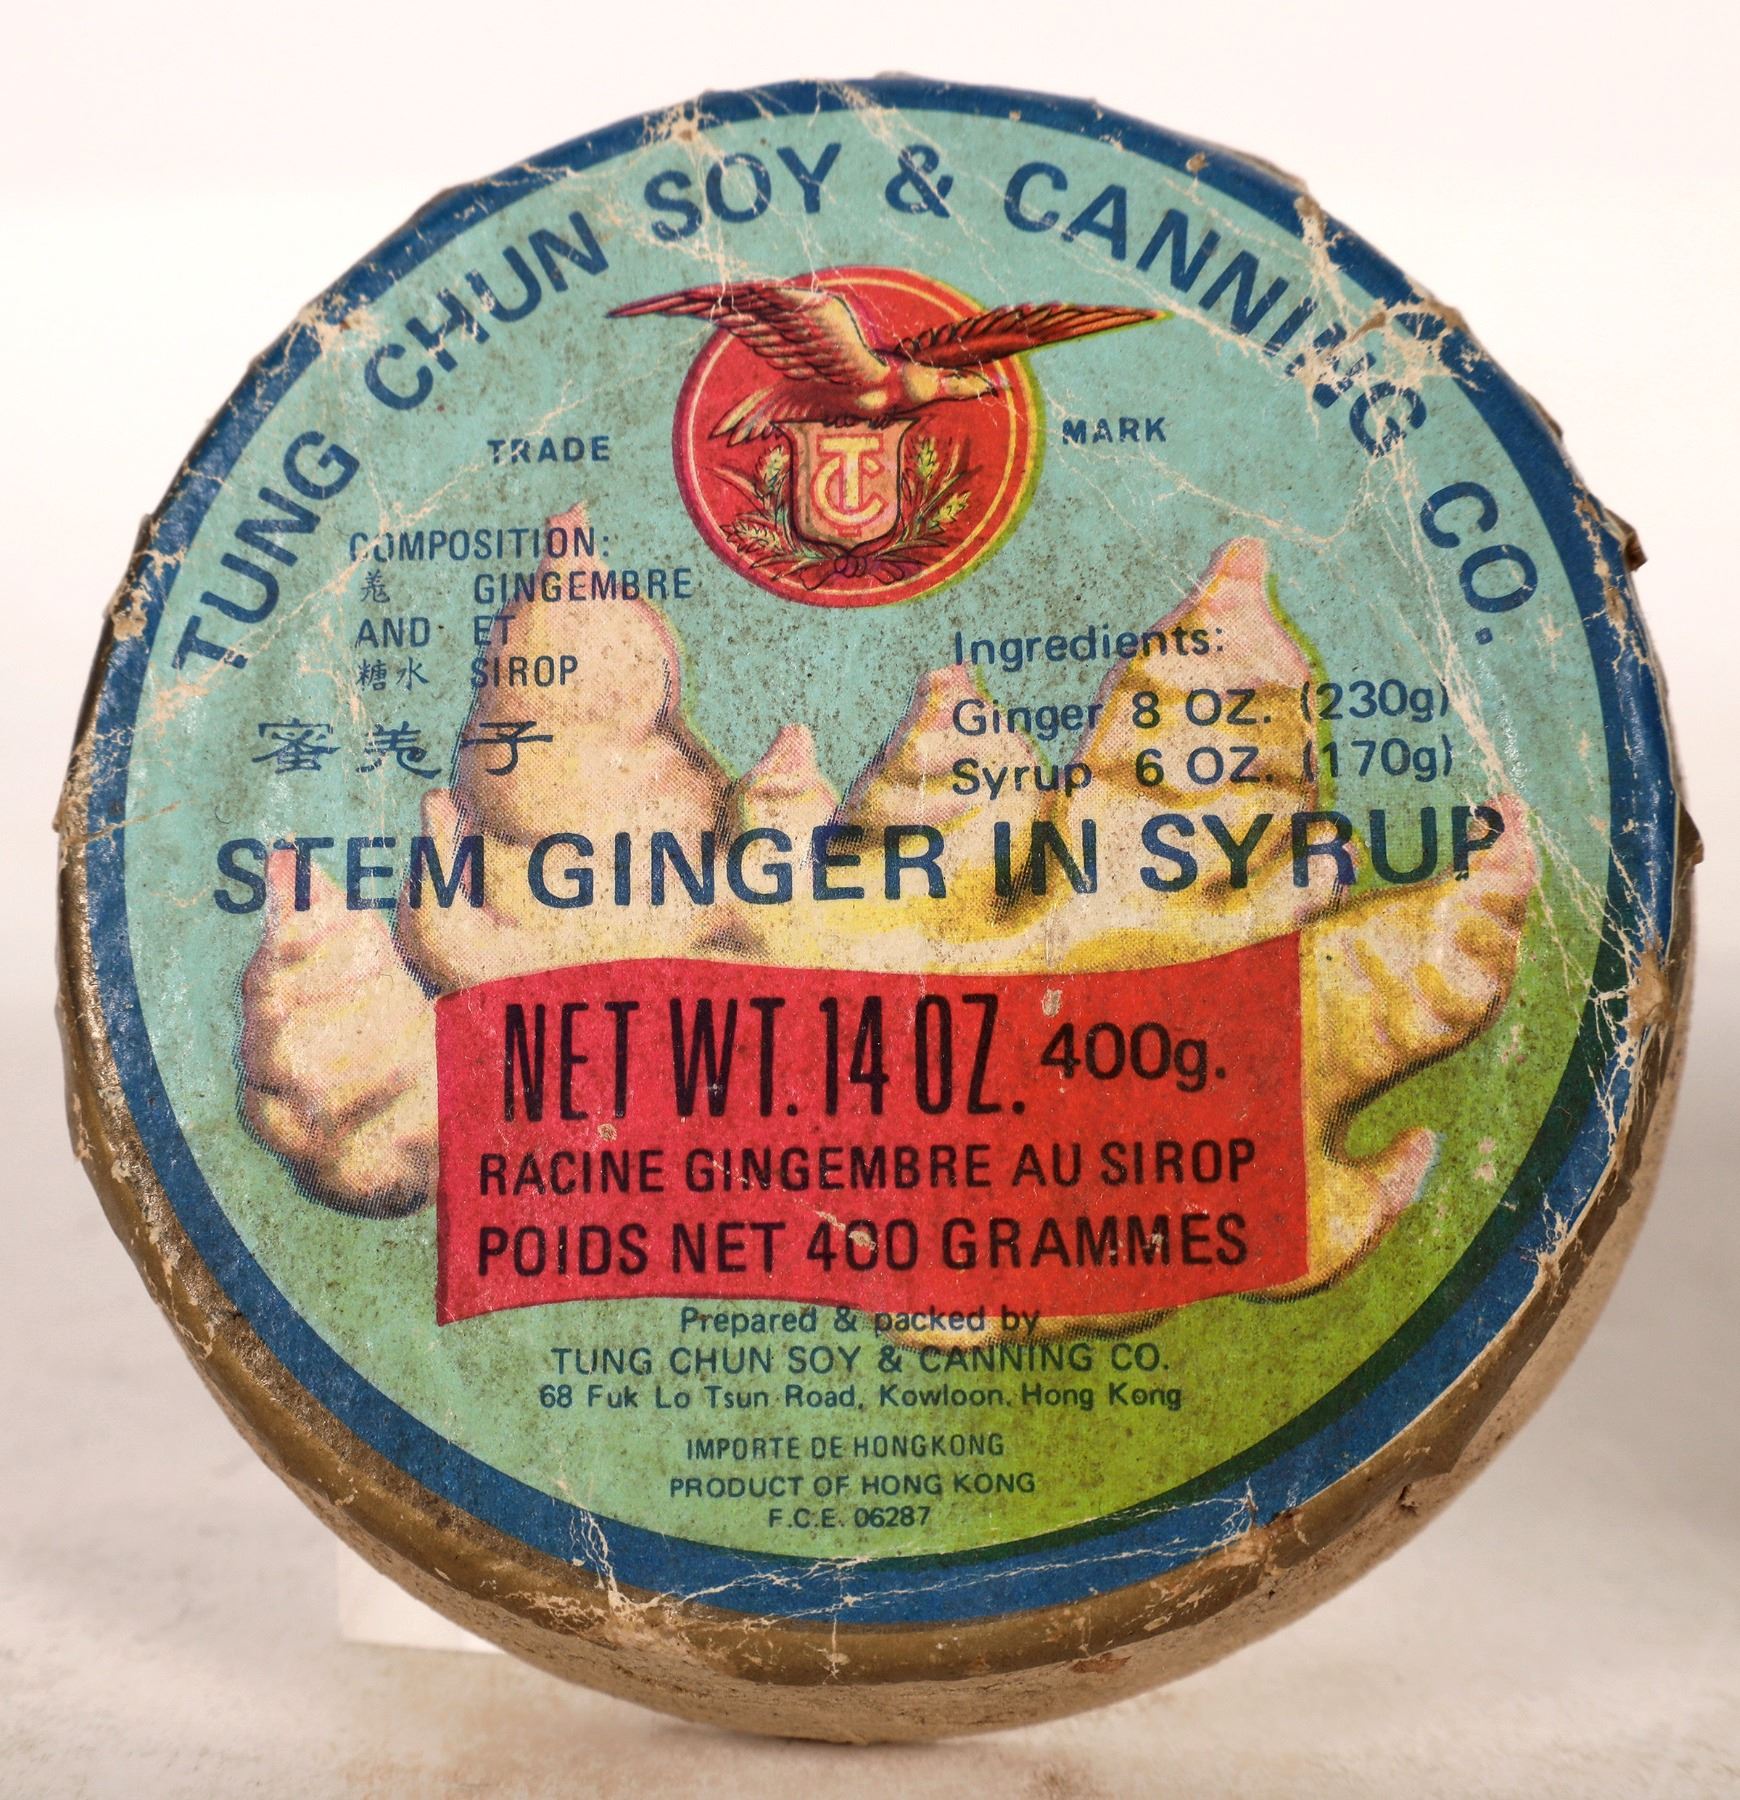 TUNG CHUN SOY & CANNING CO.
TRADE MARK
TC
COMPOSITION:
羗 GINGEMBRE
AND ET
糖水 SIROP
蜜羗子
Ingredients:
Ginger 8 OZ. (230g)
Syrup 6 OZ. (170g)
STEM GINGER IN SYRUP
NET WT. 14 OZ. 400g.
RACINE GINGEMBRE AU SIROP
POIDS NET 400 GRAMMES
Prepared & packed by
TUNG CHUN SOY & CANNING CO.
68 Fuk Lo Tsun Road, Kowloon. Hong Kong
IMPORTE DE HONGKONG
PRODUCT OF HONG KONG
F.C.E. 06287